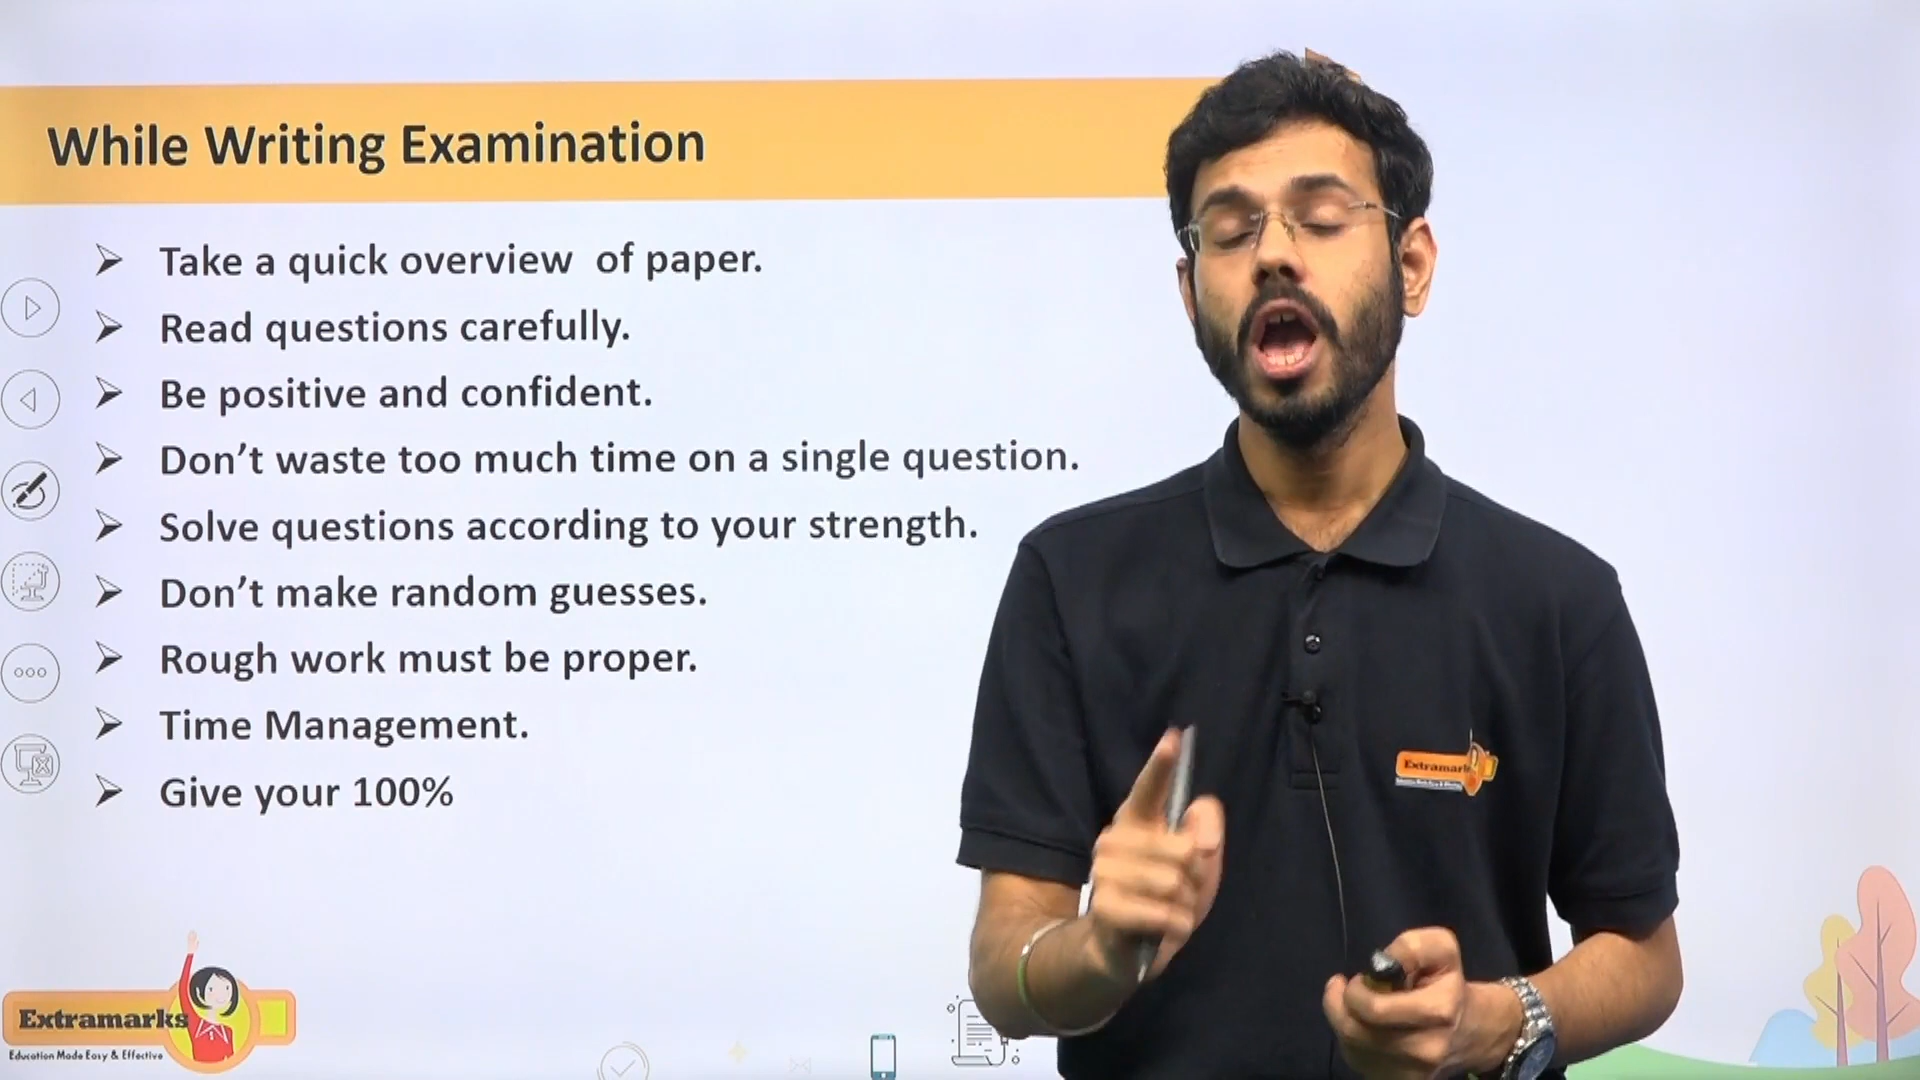 While Writing Examination
➢ Take a quick overview of paper.
➢ Read questions carefully.
➢ Be positive and confident.
➢ Don't waste too much time on a single question.
➢ Solve questions according to your strength.
➢ Don't make random guesses.
➢ Rough work must be proper.
➢ Time Management.
➢ Give your 100%
Extramarks
Extramarks
Education Made Easy & Effective